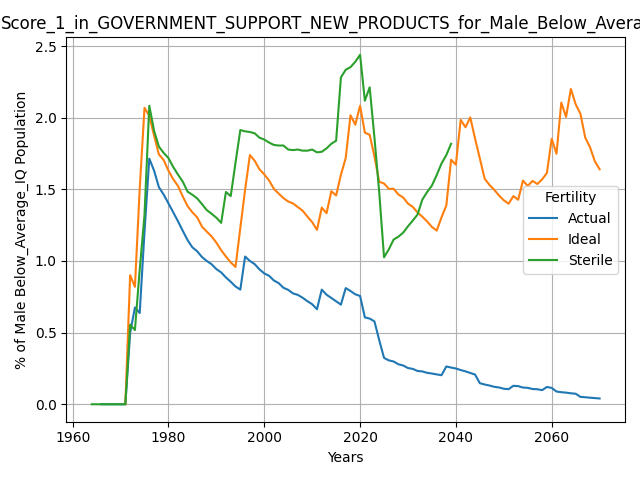 Score_1_in_GOVERNMENT_SUPPORT_NEW_PRODUCTS_for_Male_Below_Avera
2.5
2.0
1.5
1.0
0.5
0.0
% of Male Below_Average_IQ Population
Fertility
Actual
Ideal
Sterile
1960 1980 2000 2020 2040 2060
Years